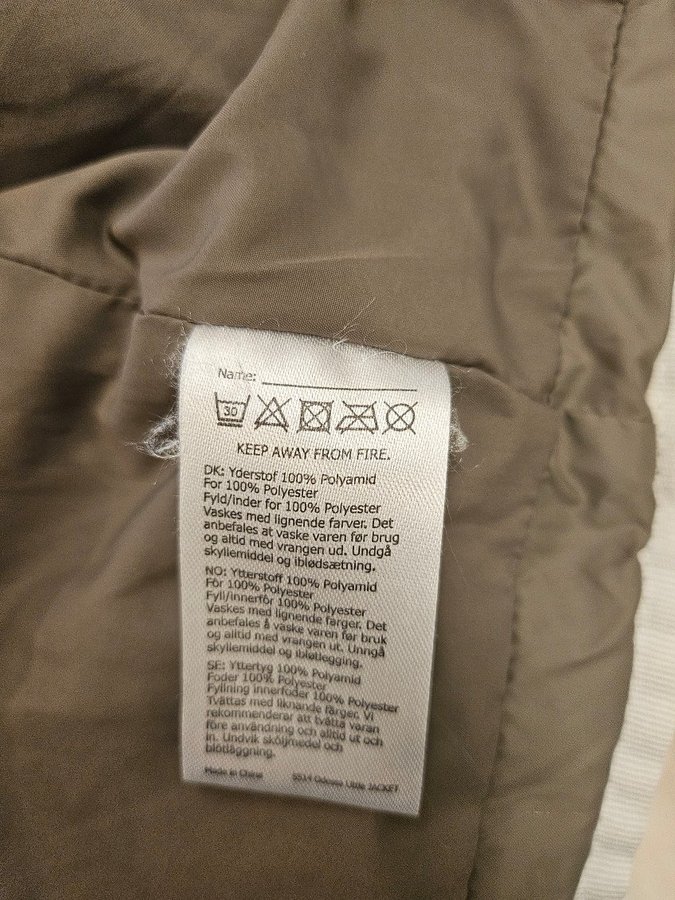 Name:
30
KEEP AWAY FROM FIRE.
DK: Yderstof 100% Polyamid
For 100% Polyester
Fyld/inder for 100% Polyester
Vaskes med lignende farver. Det
anbefales at vaske varen før brug
og altid med vrangen ud. Undgå
skyllemiddel og iblødsætning.
NO: Ytterstoff 100% Polyamid
Fôr 100% Polyester
Fyll/innerfôr 100% Polyester
Vaskes med lignende farger. Det
anbefales å vaske varen før bruk
og alltid med vrangen ut. Unngå
skyllemiddel og ibløtlegging.
SE: Yttertyg 100% Polyamid
Foder 100% Polyester
Fyllning innerfoder 100% Polyester
Tvättas med liknande färger. Vi
rekommenderar att tvätta varan
före användning och alltid ut och
in. Undvik sköljmedel och
blötläggning.
Made in China 5514 Odessa Little JACKET